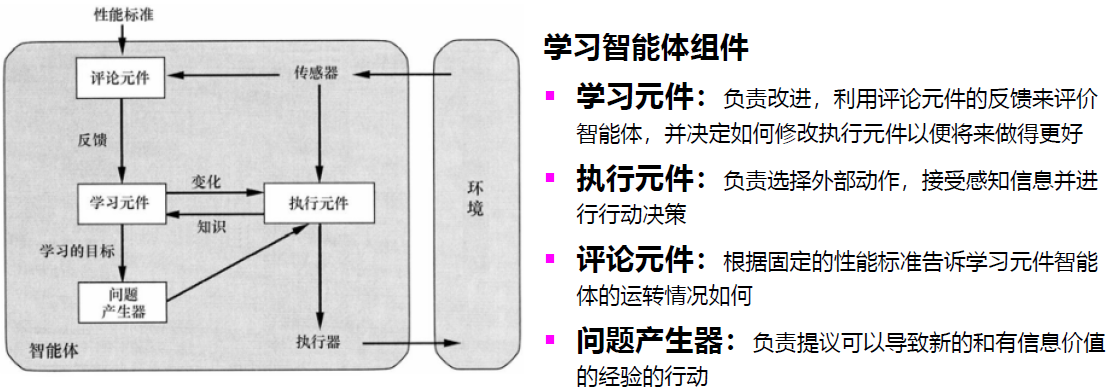 性能标准
评论元件
传感器
反馈
学习元件
变化
知识
执行元件
环
境
学习的目标
问题
产生器
智能体
执行器
学习智能体组件
▪ 学习元件：负责改进，利用评论元件的反馈来评价
智能体，并决定如何修改执行元件以便将来做得更好
▪ 执行元件：负责选择外部动作，接受感知信息并进
行行动决策
▪ 评论元件：根据固定的性能标准告诉学习元件智能
体的运转情况如何
▪ 问题产生器：负责提议可以导致新的和有信息价值
的经验的行动